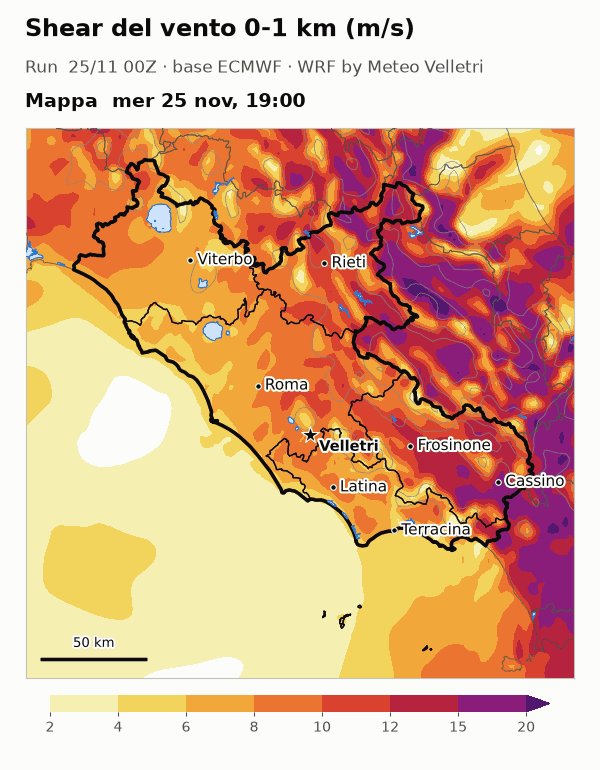 Shear del vento 0-1 km (m/s)
Run  25/11 00Z · base ECMWF · WRF by Meteo Velletri
Mappa  mer 25 nov, 19:00
Viterbo
Rieti
Roma
Velletri
Frosinone
Cassino
Latina
Terracina
50 km
2 4 6 8 10 12 15 20